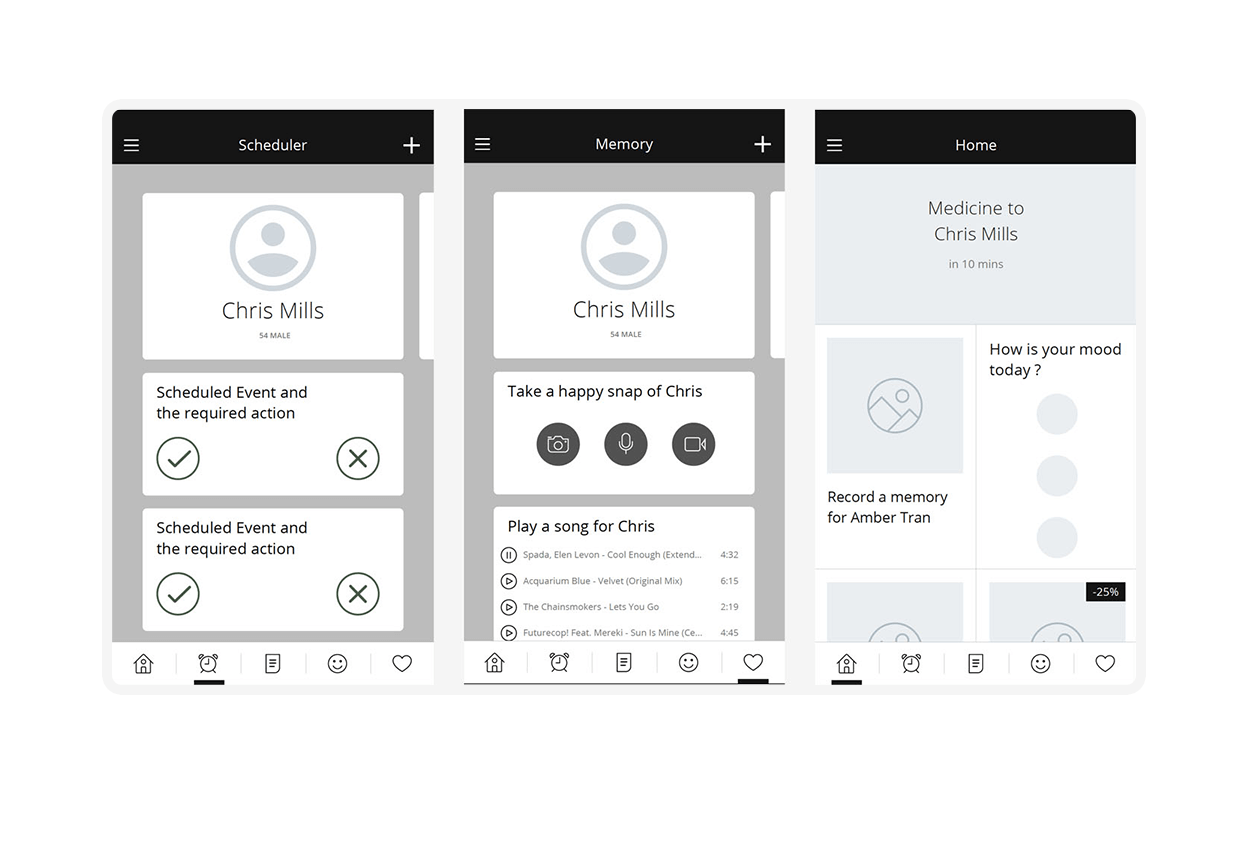 Scheduler
Chris Mills
54 MALE
Scheduled Event and
the required action
Scheduled Event and
the required action
Memory
Chris Mills
54 MALE
Take a happy snap of Chris
Play a song for Chris
Spada, Elen Levon - Cool Enough (Extend... 4:32
Acquarium Blue - Velvet (Original Mix) 6:15
The Chainsmokers - Lets You Go 2:19
Futurecop! Feat. Mereki - Sun Is Mine (Ce... 4:45
Home
Medicine to
Chris Mills
in 10 mins
How is your mood
today ?
Record a memory
for Amber Tran
-25%